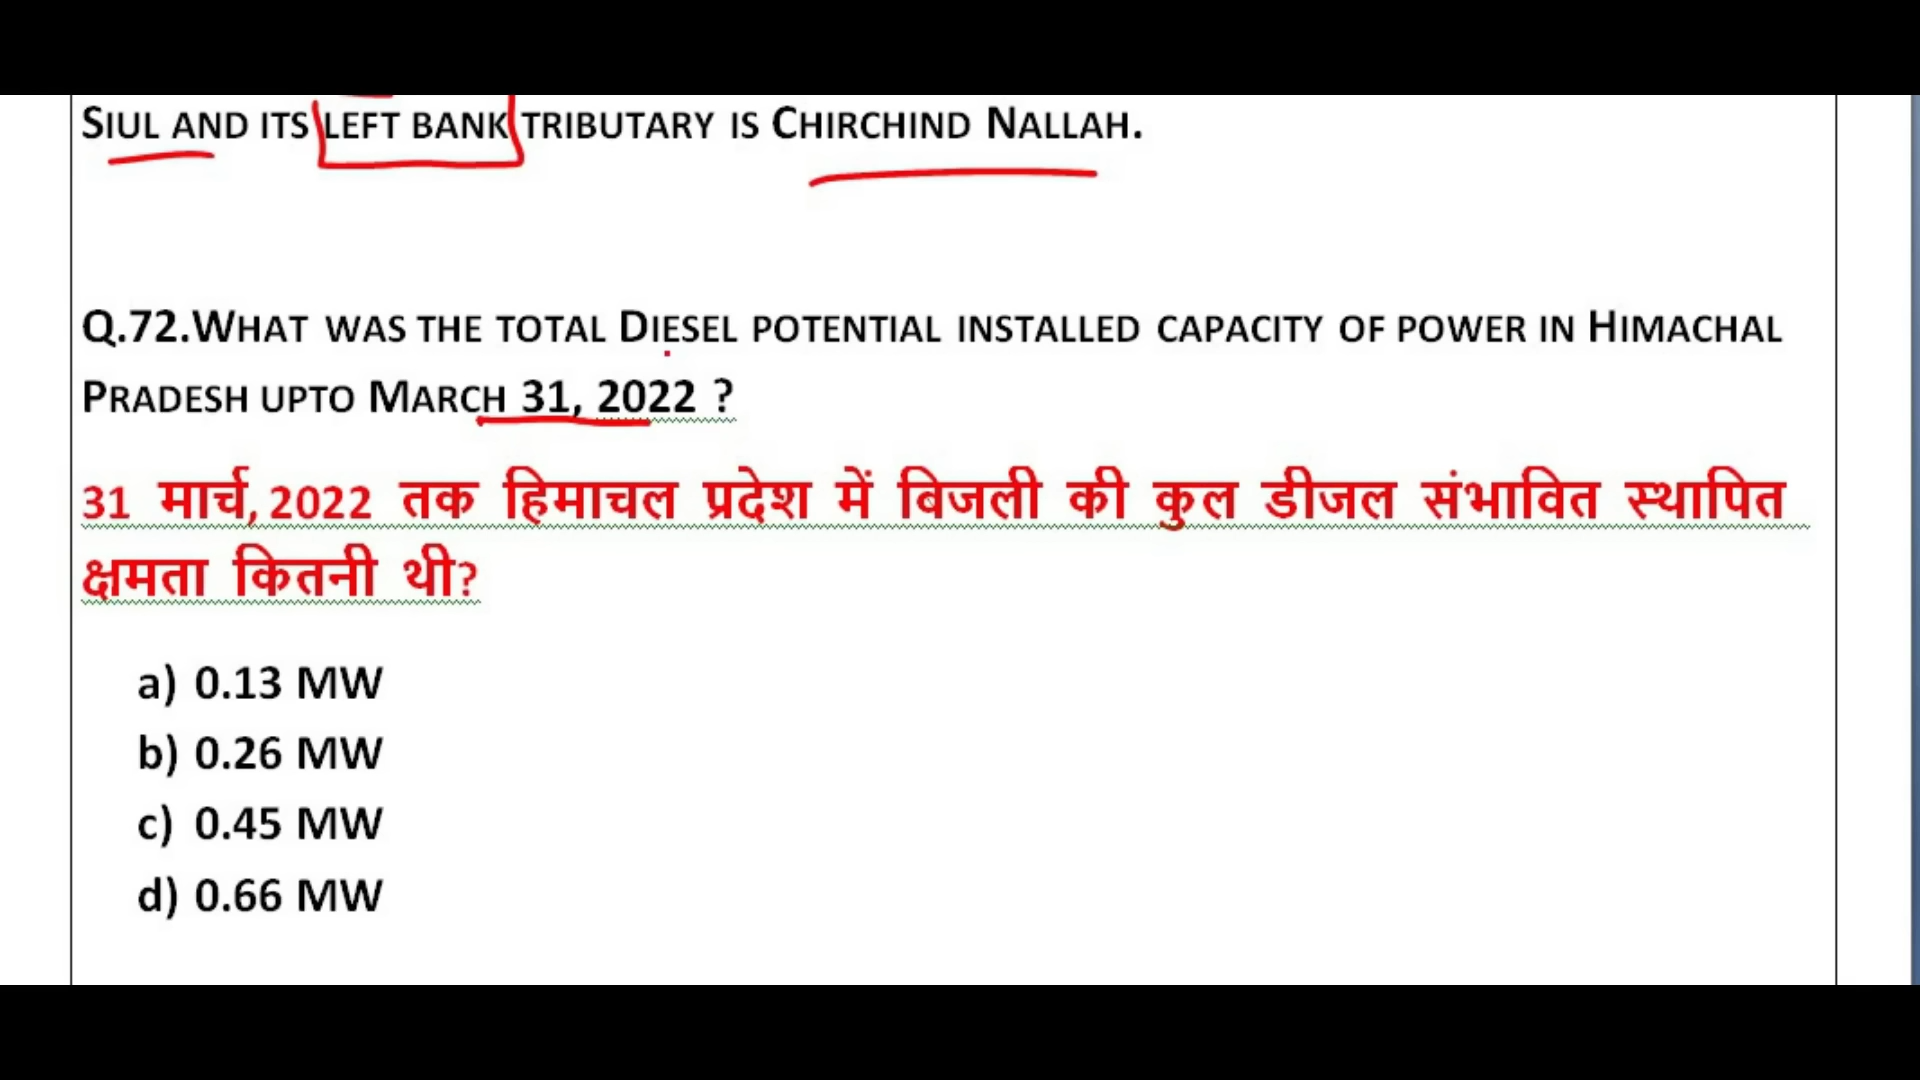 SIUL AND ITS LEFT BANK TRIBUTARY IS CHIRCHIND NALLAH.
Q.72.WHAT WAS THE TOTAL DIESEL POTENTIAL INSTALLED CAPACITY OF POWER IN HIMACHAL
PRADESH UPTO MARCH 31, 2022 ?
31 मार्च, 2022 तक हिमाचल प्रदेश में बिजली की कुल डीजल संभावित स्थापित
क्षमता कितनी थी?
a) 0.13 MW
b) 0.26 MW
c) 0.45 MW
d) 0.66 MW